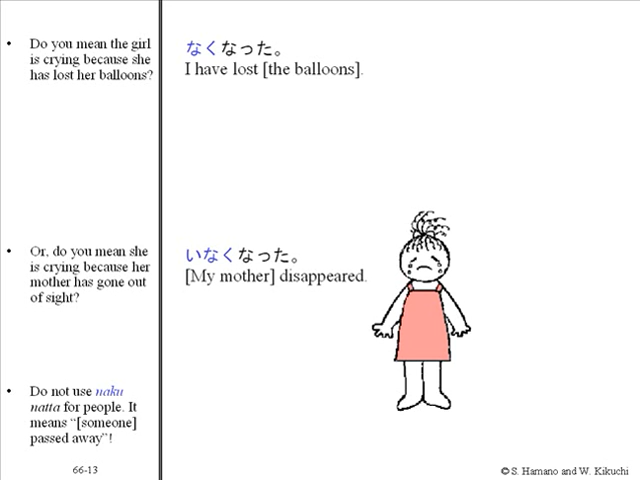 • Do you mean the girl
is crying because she
has lost her balloons?
なくなった。
I have lost [the balloons].
• Or, do you mean she
is crying because her
mother has gone out
of sight?
いなくなった。
[My mother] disappeared.
• Do not use naku
natta for people. It
means “[someone]
passed away”!
66-13
© S. Hamano and W. Kikuchi